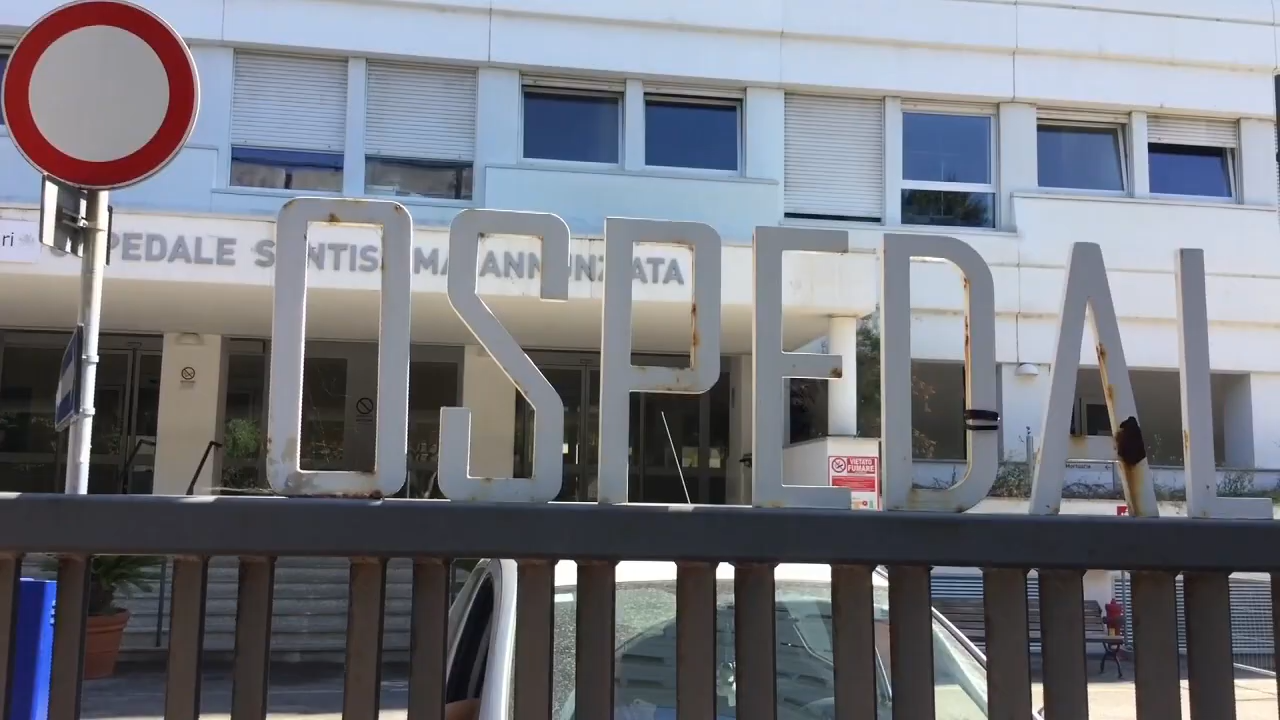 OSPEDALE SANTISSIMA ANNUNZIATA
OSPEDAL
VIETATO
FUMARE